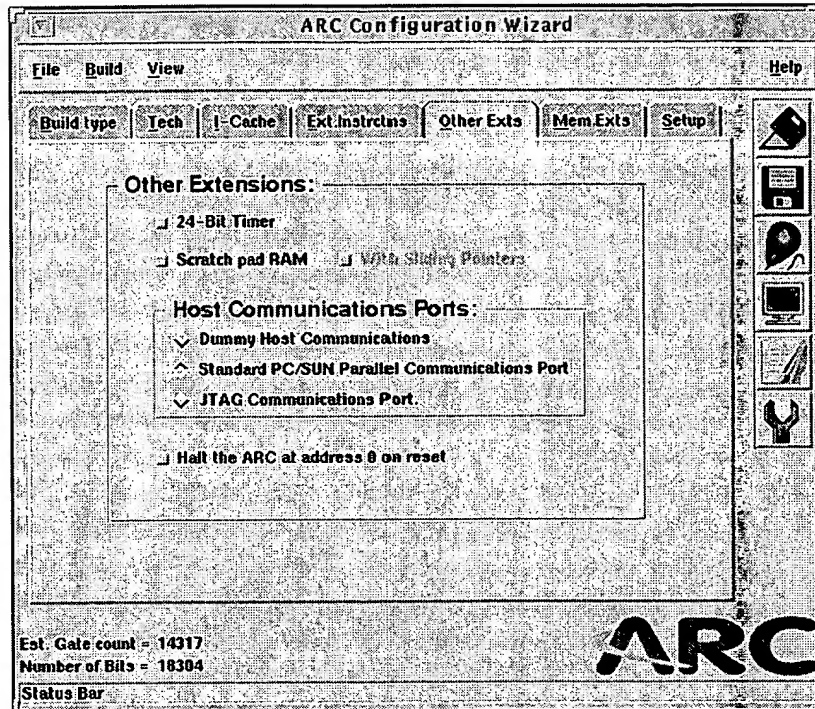 ARC Configuration Wizard
File Build View Help
Build type Tech I-Cache Ext.Instrctns Other Exts Mem.Exts Setup
Other Extensions:
24-Bit Timer
Scratch pad RAM With Sliding Pointers
Host Communications Ports:
Dummy Host Communications
Standard PC/SUN Parallel Communications Port
JTAG Communications Port.
Halt the ARC at address 0 on reset
Est. Gate count = 14317
Number of Bits = 18304
ARC
Status Bar